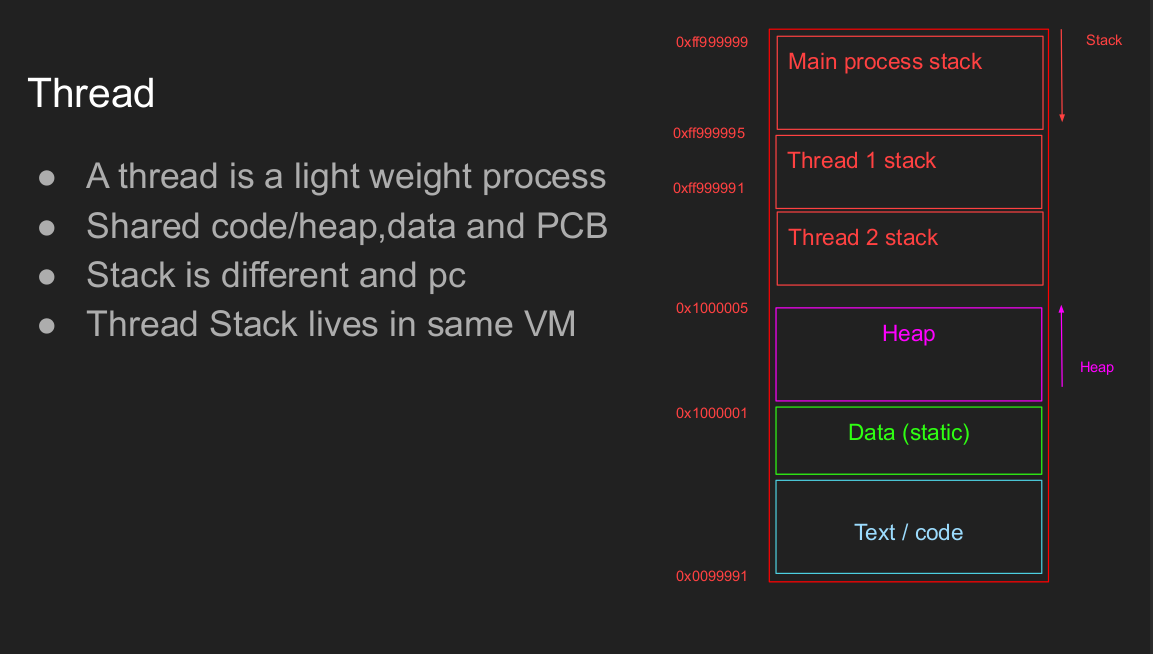 Thread
● A thread is a light weight process
● Shared code/heap,data and PCB
● Stack is different and pc
● Thread Stack lives in same VM
0xff999999
Main process stack
Stack
0xff999995
Thread 1 stack
0xff999991
Thread 2 stack
0x1000005
Heap
Heap
0x1000001
Data (static)
Text / code
0x0099991